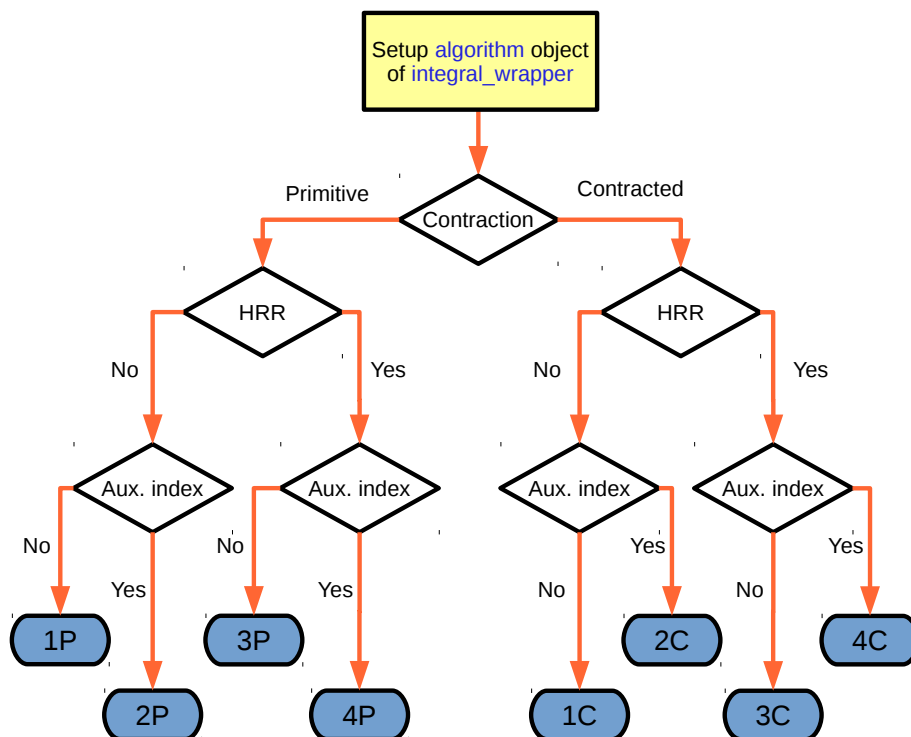 Setup algorithm object
of integral_wrapper
Primitive
Contracted
Contraction
HRR
HRR
No
Yes
No
Yes
Aux. index
Aux. index
Aux. index
Aux. index
No
Yes
No
Yes
No
Yes
No
Yes
1P
3P
2C
4C
2P
4P
1C
3C